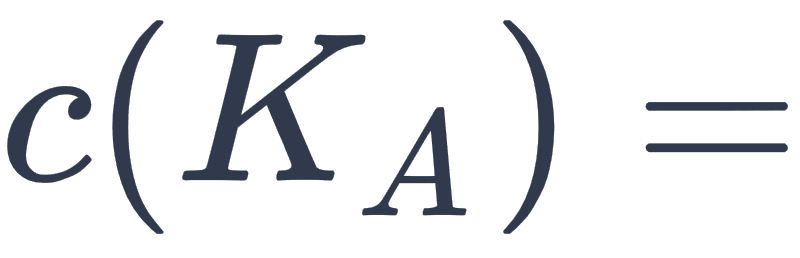 c(K_A) =